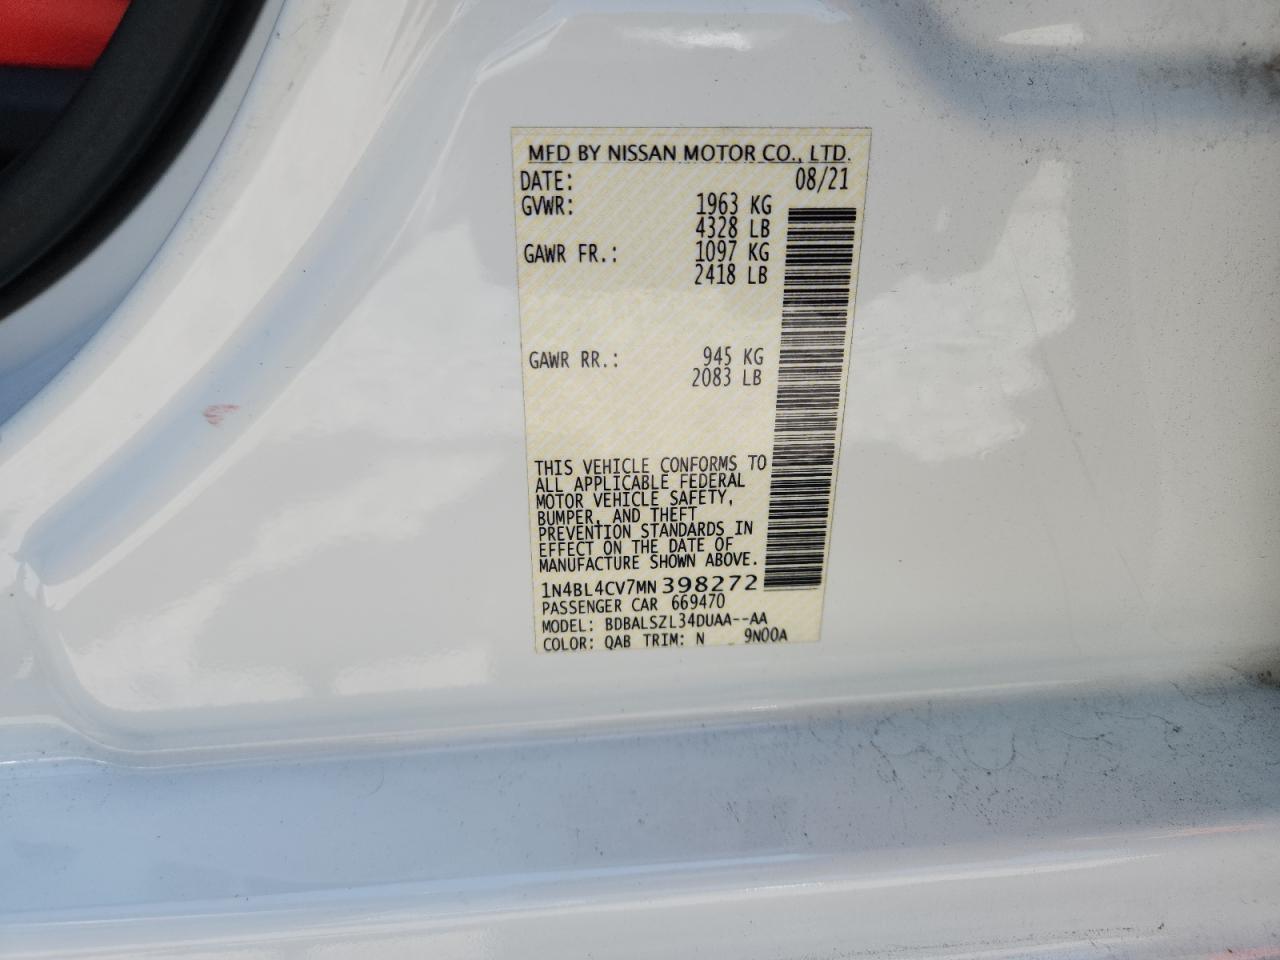 MFD BY NISSAN MOTOR CO., LTD.
DATE: 08/21
GVWR: 1963 KG
4328 LB
GAWR FR.: 1097 KG
2418 LB
GAWR RR.: 945 KG
2083 LB
THIS VEHICLE CONFORMS TO
ALL APPLICABLE FEDERAL
MOTOR VEHICLE SAFETY,
BUMPER, AND THEFT
PREVENTION STANDARDS IN
EFFECT ON THE DATE OF
MANUFACTURE SHOWN ABOVE.
1N4BL4CV7MN398272
PASSENGER CAR 669470
MODEL: BDBALSZL34DUAA--AA
COLOR: QAB TRIM: N 9N00A